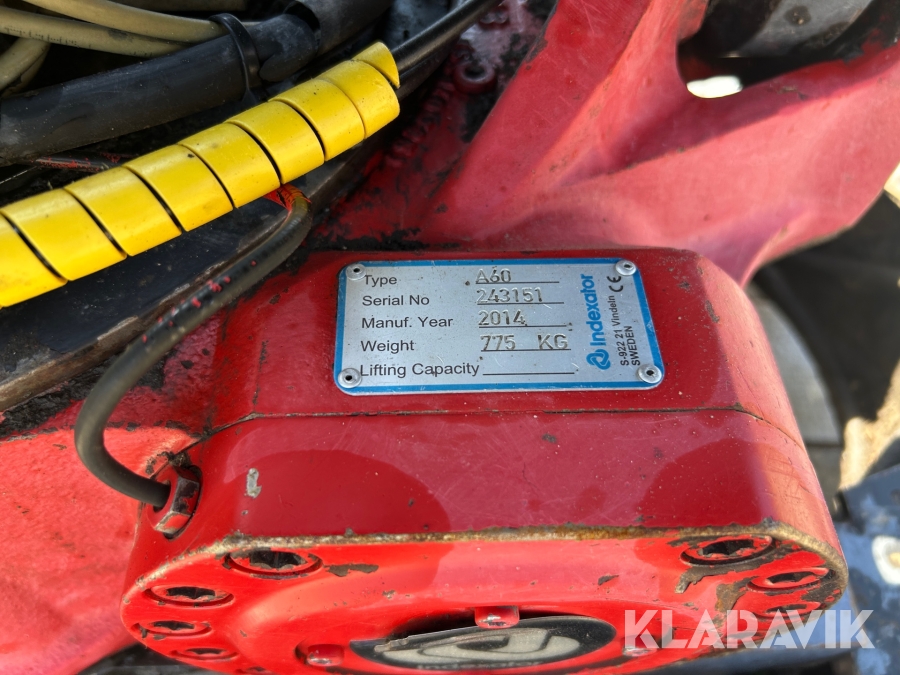 Type A60
Serial No 243151
Manuf. Year 2014
Weight 775 KG
Lifting Capacity
Indexator
S-922 21 Vindeln CE
SWEDEN
indexator
KLARAVIK